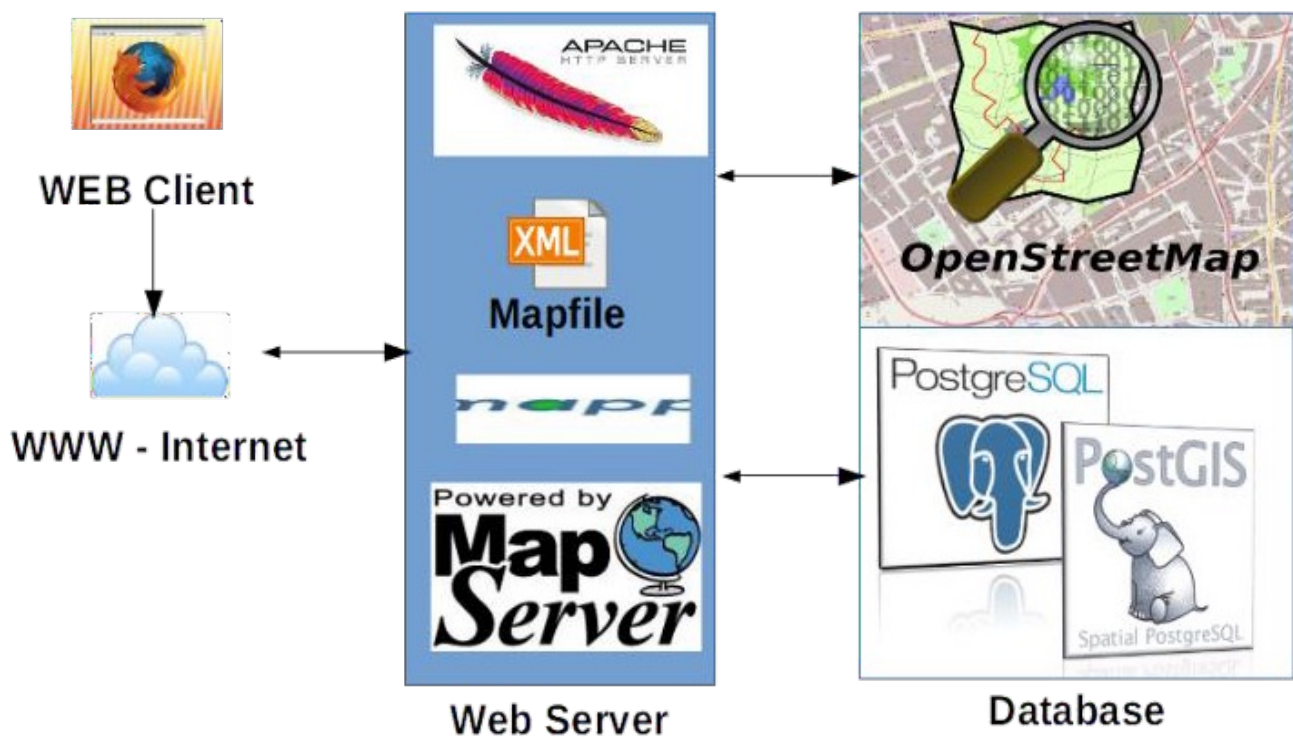 WEB Client
WWW - Internet
APACHE
HTTP SERVER
XML
Mapfile
mapp
Powered by
Map
Server
Web Server
OpenStreetMap
PostgreSQL
PostGIS
Spatial PostgreSQL
Database